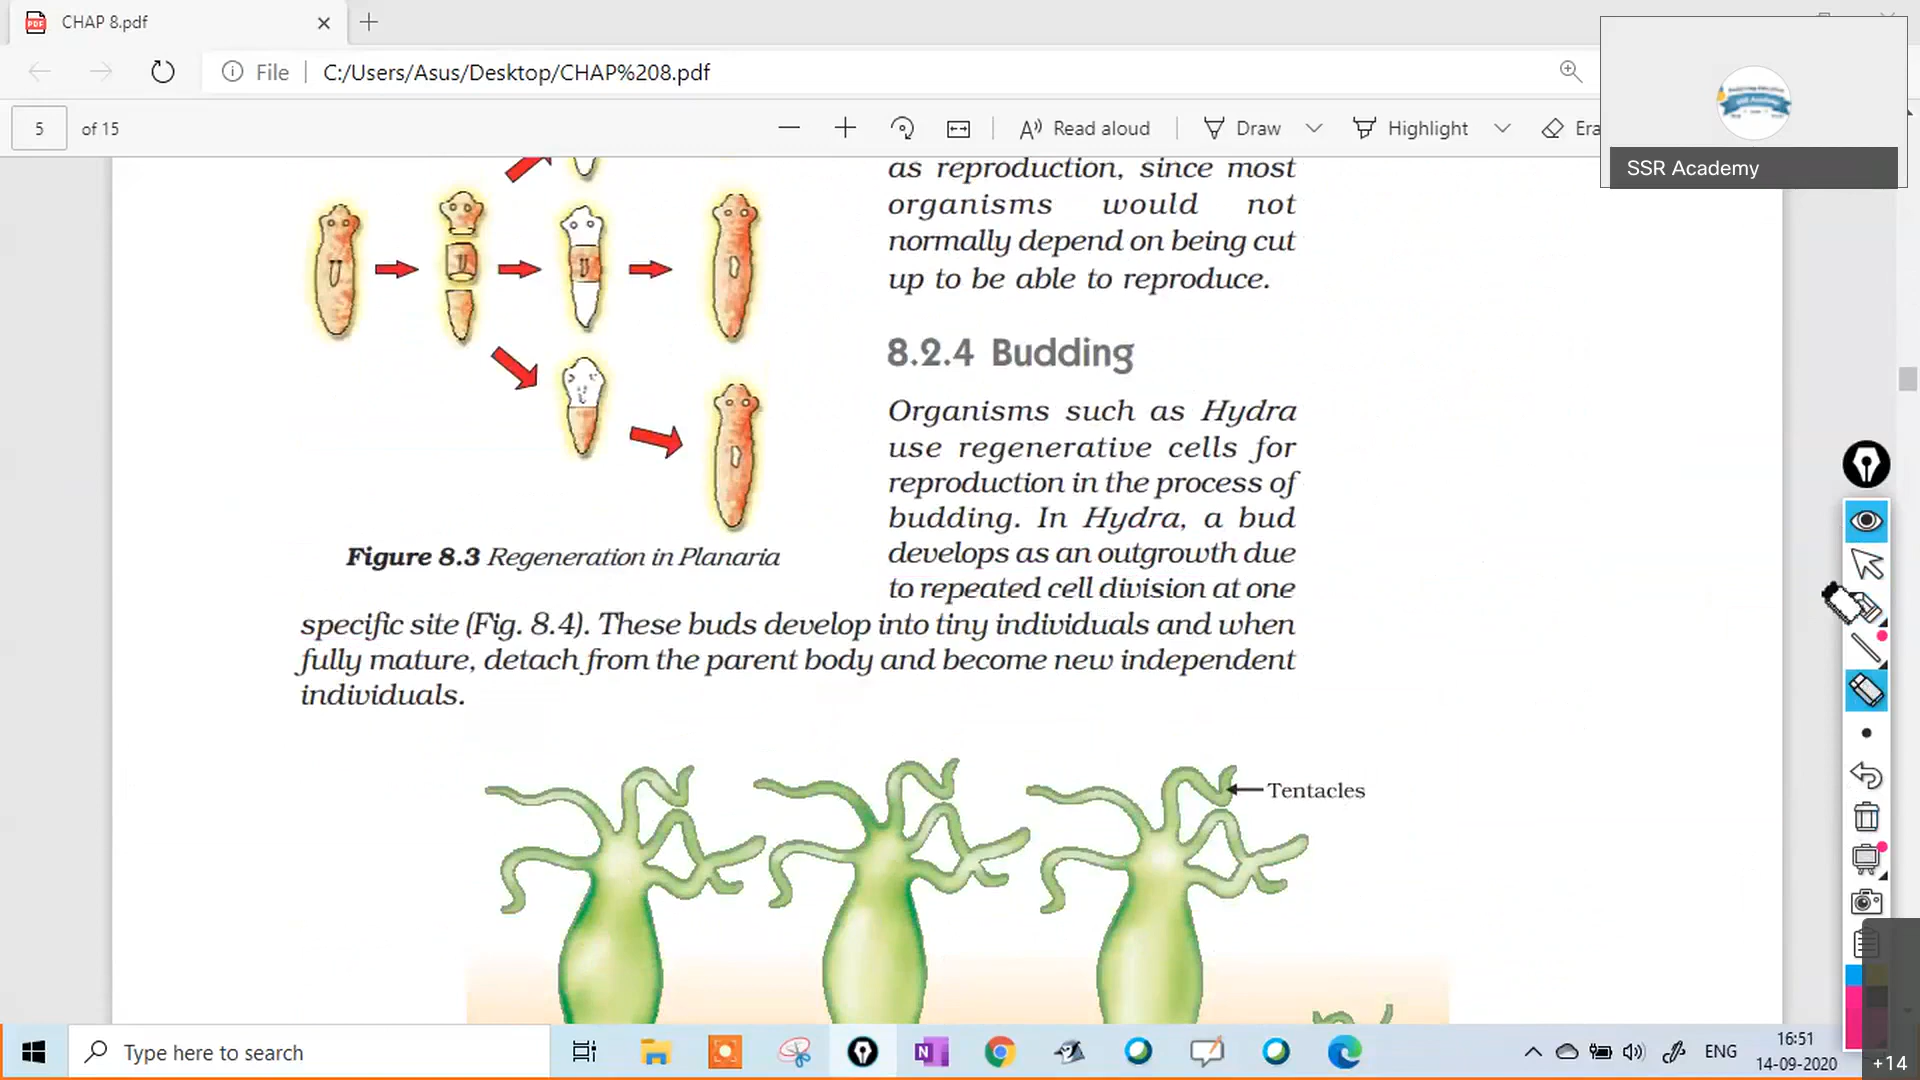 CHAP 8.pdf
File
C:/Users/Asus/Desktop/CHAP%208.pdf
5 of 15
Read aloud
Draw
Highlight
Era
SSR Academy
as reproduction, since most
organisms would not
normally depend on being cut
up to be able to reproduce.
8.2.4 Budding
Organisms such as Hydra
use regenerative cells for
reproduction in the process of
budding. In Hydra, a bud
develops as an outgrowth due
to repeated cell division at one
Figure 8.3 Regeneration in Planaria
specific site (Fig. 8.4). These buds develop into tiny individuals and when
fully mature, detach from the parent body and become new independent
individuals.
Tentacles
Type here to search
ENG
16:51
14-09-2020
+14